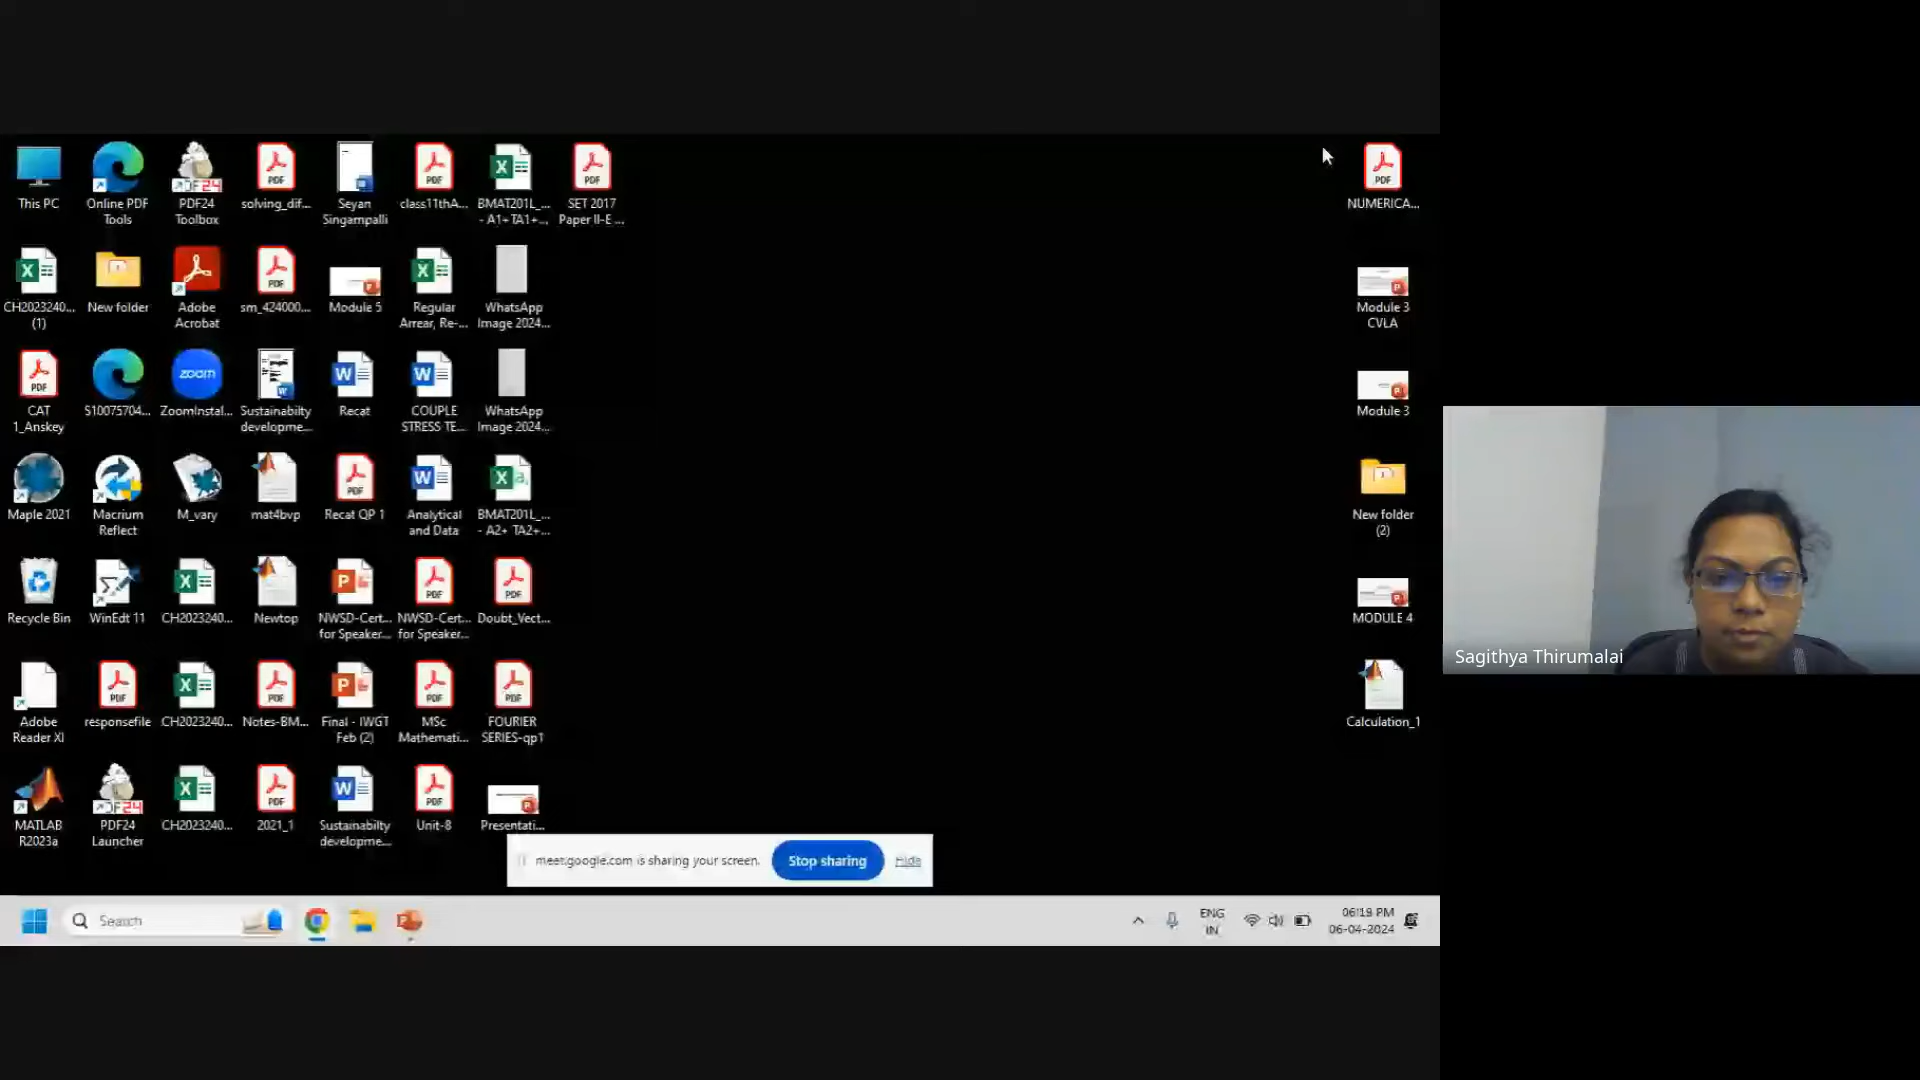 This PC
Online PDF
Tools
PDF24
Toolbox
solving_dif...
Seyan
Singampalli
class11thA...
BMAT201L_...
- A1+TA1+...
SET 2017
Paper II-E ...
NUMERICA...
CH2023240...
(1)
New folder
Adobe
Acrobat
sm_424000...
Module 5
Regular
Arrear, Re-...
WhatsApp
Image 2024...
Module 3
CVLA
CAT
1_Anskey
S10075704...
zoom
ZoomInstal...
Sustainabilty
developme...
Recat
COUPLE
STRESS TE...
WhatsApp
Image 2024...
Module 3
Maple 2021
Macrium
Reflect
M_vary
mat4bvp
Recat QP 1
Analytical
and Data
BMAT201L_...
- A2+ TA2+...
New folder
(2)
Recycle Bin
WinEdt 11
CH2023240...
Newtop
NWSD-Cert...
for Speaker...
NWSD-Cert...
for Speaker...
Doubt_Vect...
MODULE 4
Adobe
Reader XI
responsefile
CH2023240...
Notes-BM...
Final - IWGT
Feb (2)
MSc
Mathemati...
FOURIER
SERIES-qp1
Calculation_1
MATLAB
R2023a
PDF24
Launcher
CH2023240...
2021_1
Sustainabilty
developme...
Unit-8
Presentati...
meet.google.com is sharing your screen.
Stop sharing
Hide
Search
ENG
IN
06:19 PM
06-04-2024
Sagithya Thirumalai